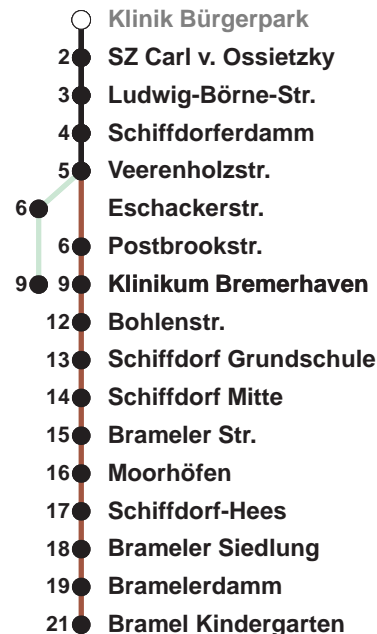 Klinik Bürgerpark
2 SZ Carl v. Ossietzky
3 Ludwig-Börne-Str.
4 Schiffdorferdamm
5 Veerenholzstr.
6 Eschackerstr.
6 Postbrookstr.
9 9 Klinikum Bremerhaven
12 Bohlenstr.
13 Schiffdorf Grundschule
14 Schiffdorf Mitte
15 Brameler Str.
16 Moorhöfen
17 Schiffdorf-Hees
18 Brameler Siedlung
19 Bramelerdamm
21 Bramel Kindergarten